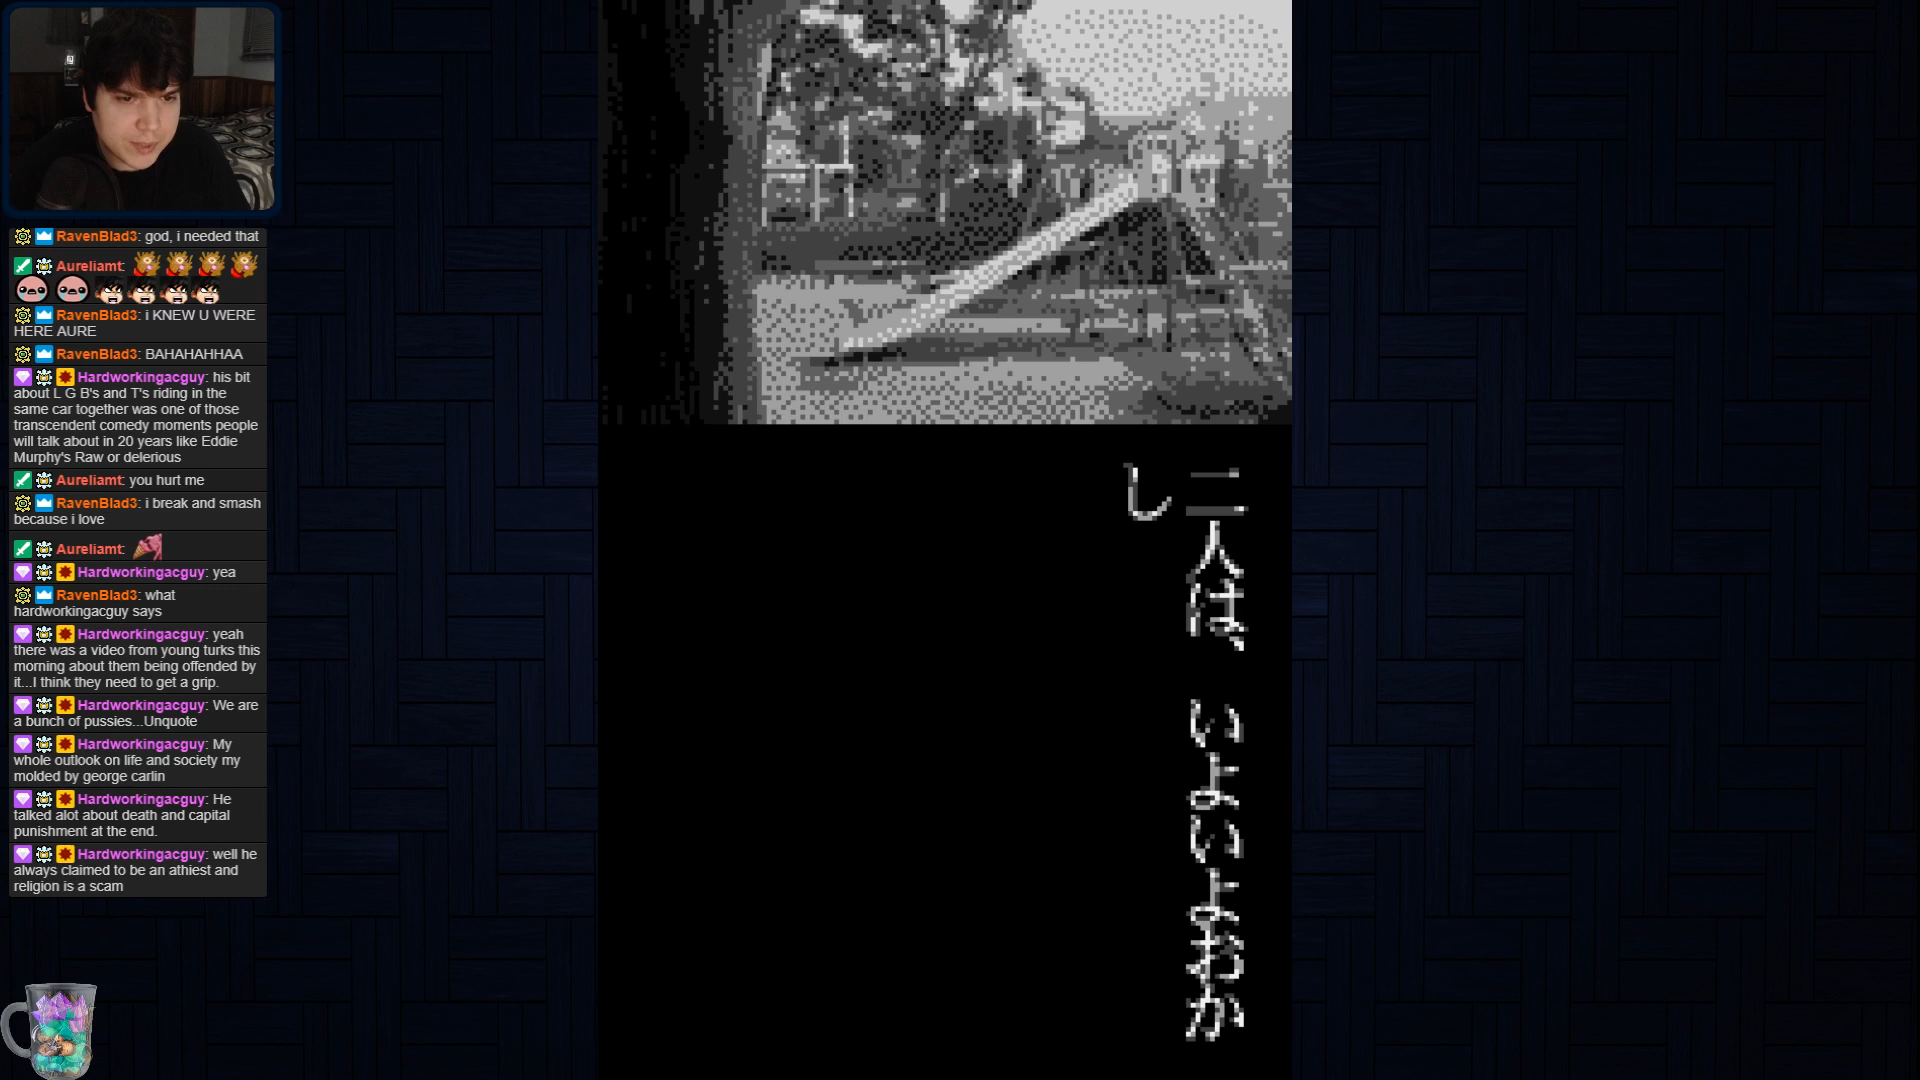 RavenBlad3: god, i needed that
Aureliamt:
RavenBlad3: i KNEW U WERE
HERE AURE
RavenBlad3: BAHAHAHHAA
Hardworkingacguy: his bit
about L G B's and T's riding in the
same car together was one of those
transcendent comedy moments people
will talk about in 20 years like Eddie
Murphy's Raw or delerious
Aureliamt: you hurt me
RavenBlad3: i break and smash
because i love
Aureliamt:
Hardworkingacguy: yea
RavenBlad3: what
hardworkingacguy says
Hardworkingacguy: yeah
there was a video from young turks this
morning about them being offended by
it...I think they need to get a grip.
Hardworkingacguy: We are
a bunch of pussies...Unquote
Hardworkingacguy: My
whole outlook on life and society my
molded by george carlin
Hardworkingacguy: He
talked alot about death and capital
punishment at the end.
Hardworkingacguy: well he
always claimed to be an athiest and
religion is a scam
二人は、いよいよおか
し